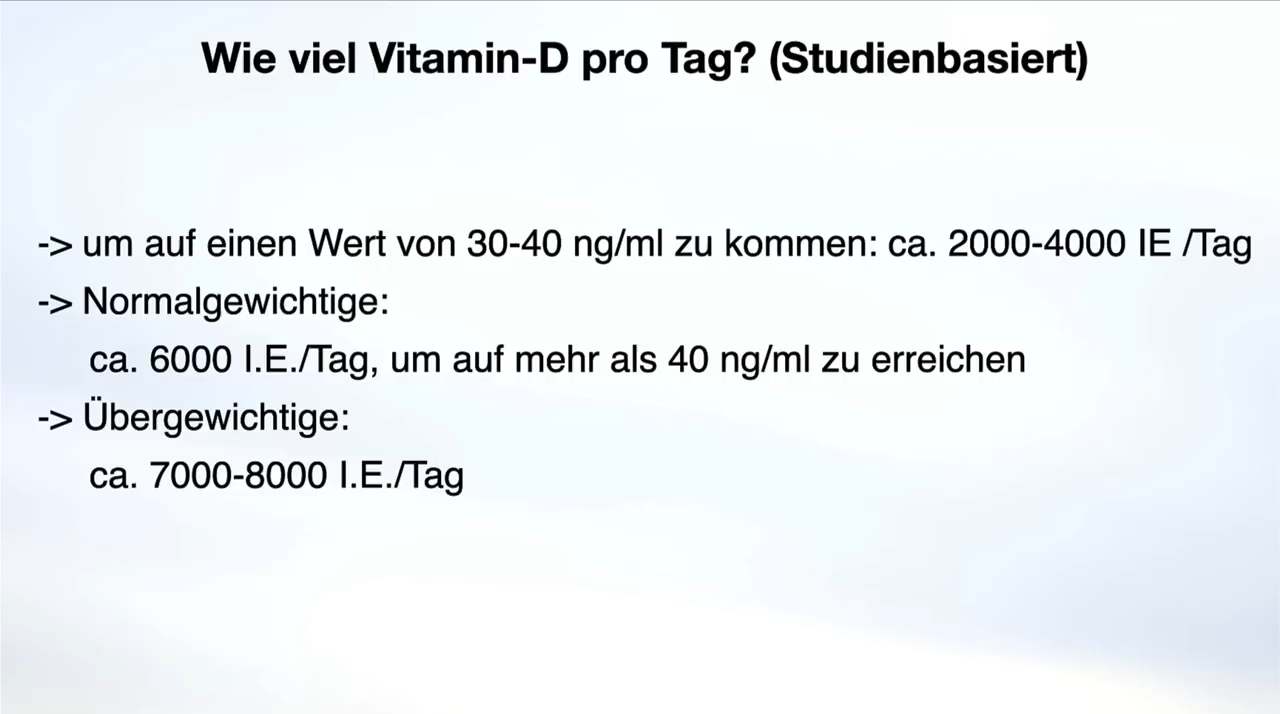 Wie viel Vitamin-D pro Tag? (Studienbasiert)
-> um auf einen Wert von 30-40 ng/ml zu kommen: ca. 2000-4000 IE /Tag
-> Normalgewichtige:
ca. 6000 I.E./Tag, um auf mehr als 40 ng/ml zu erreichen
-> Übergewichtige:
ca. 7000-8000 I.E./Tag